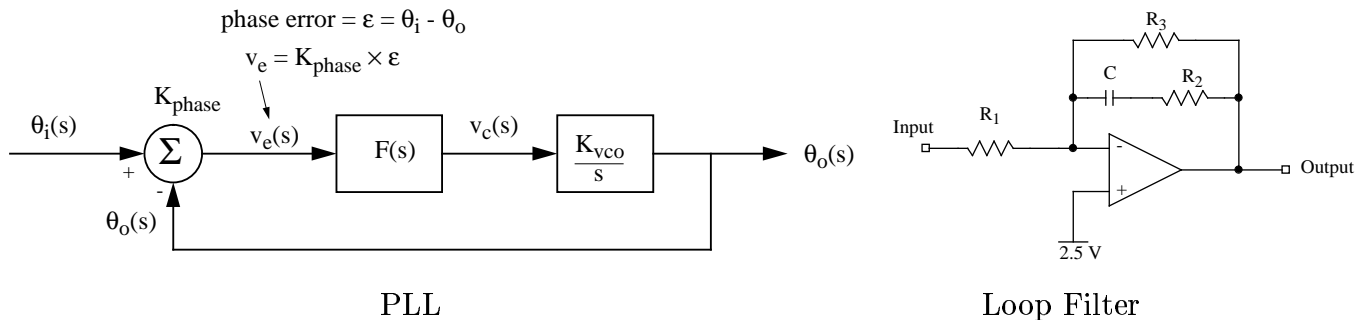 phase error = ε = θi - θo
ve = Kphase × ε
Kphase
θi(s)
+
Σ
-
θo(s)
ve(s)
F(s)
vc(s)
Kvco
s
θo(s)
PLL
R3
C
R2
R1
Input
-
+
Output
2.5 V
Loop Filter